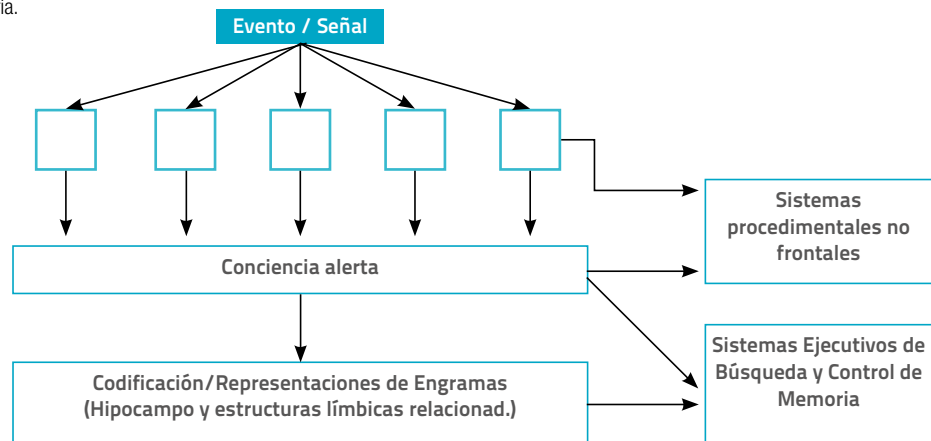 ia.
Evento / Señal
Sistemas
procedimentales no
frontales
Conciencia alerta
Sistemas Ejecutivos de
Búsqueda y Control de
Memoria
Codificación/Representaciones de Engramas
(Hipocampo y estructuras límbicas relacionad.)